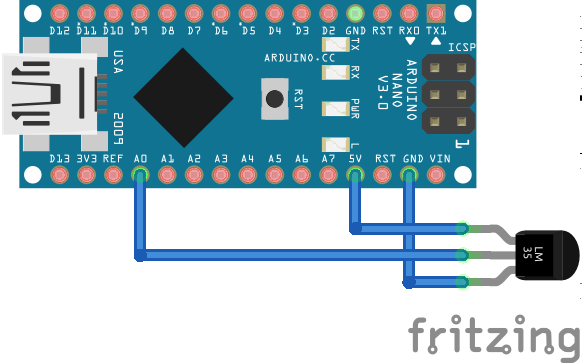 D12 D11 D10 D9 D8 D7 D6 D5 D4 D3 D2 GND RST RX0 TX1
USA
2009
ARDUINO.CC
TX
RX
PWR
L
RST
ARDUINO
NANO
V3.0
ICSP
1
D13 3V3 REF A0 A1 A2 A3 A4 A5 A6 A7 5V RST GND VIN
LM
35
fritzing